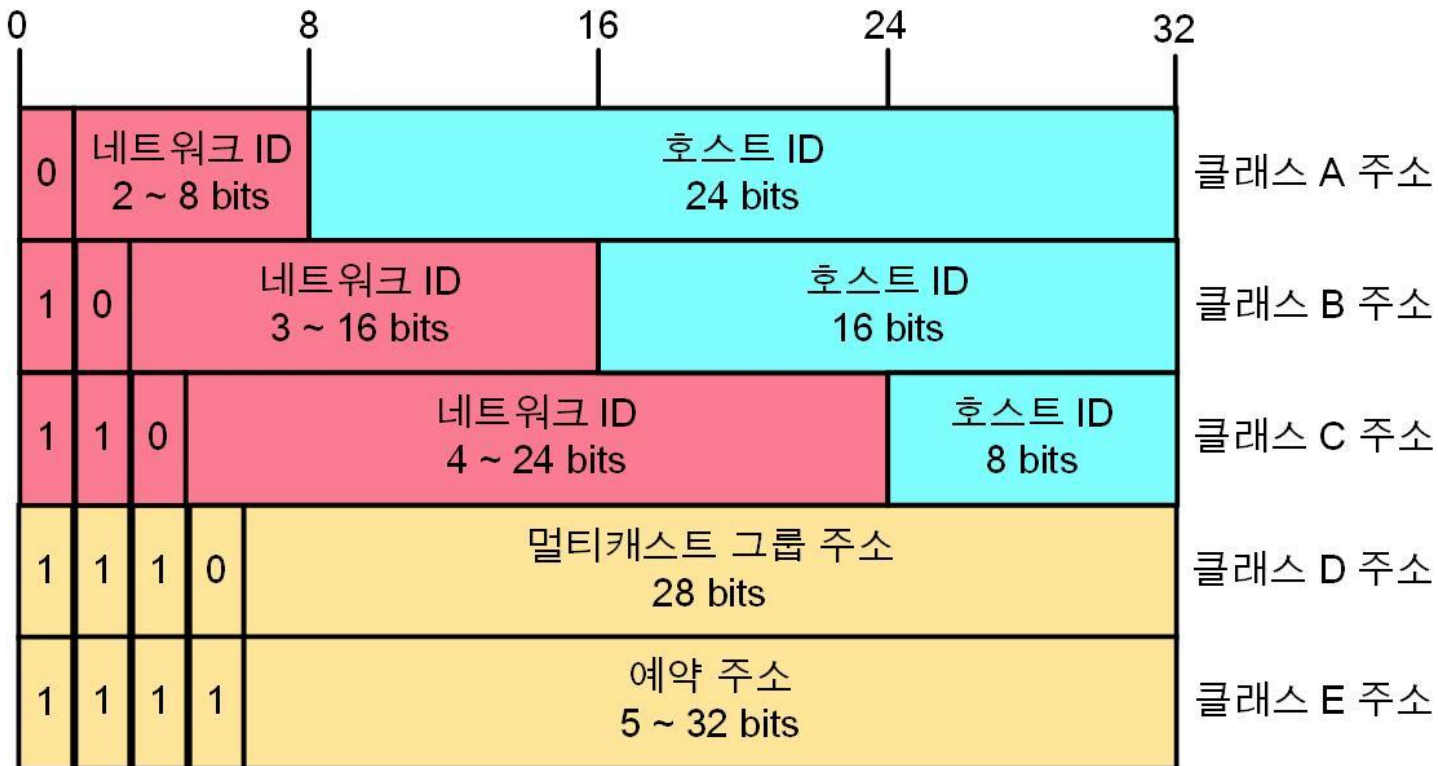 0 8 16 24 32
0 네트워크 ID 호스트 ID 클래스 A 주소
2 ~ 8 bits 24 bits
1 0 네트워크 ID 호스트 ID 클래스 B 주소
3 ~ 16 bits 16 bits
1 1 0 네트워크 ID 호스트 ID 클래스 C 주소
4 ~ 24 bits 8 bits
1 1 1 0 멀티캐스트 그룹 주소 클래스 D 주소
28 bits
1 1 1 1 예약 주소 클래스 E 주소
5 ~ 32 bits